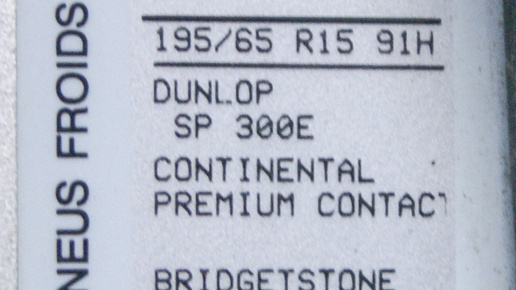 NEUS FROIDS
195/65 R15 91H
DUNLOP
SP 300E
CONTINENTAL
PREMIUM CONTACT
BRIDGETSTONE